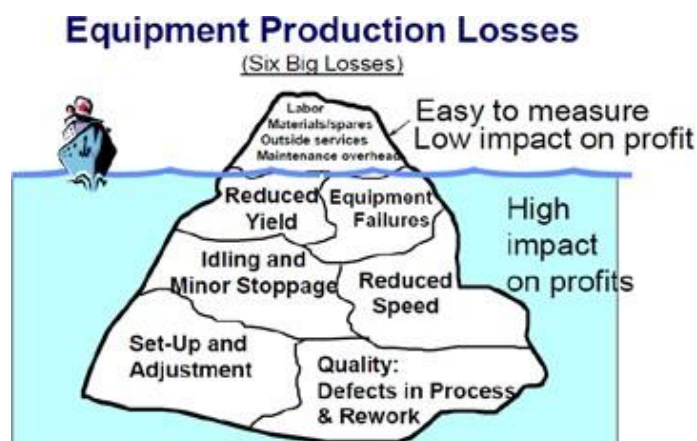 Equipment Production Losses
(Six Big Losses)
Labor
Materials/spares
Outside services
Maintenance overhead
Easy to measure
Low impact on profit
Reduced
Yield
Equipment
Failures
High
impact
on profits
Idling and
Minor Stoppage
Reduced
Speed
Set-Up and
Adjustment
Quality:
Defects in Process
& Rework